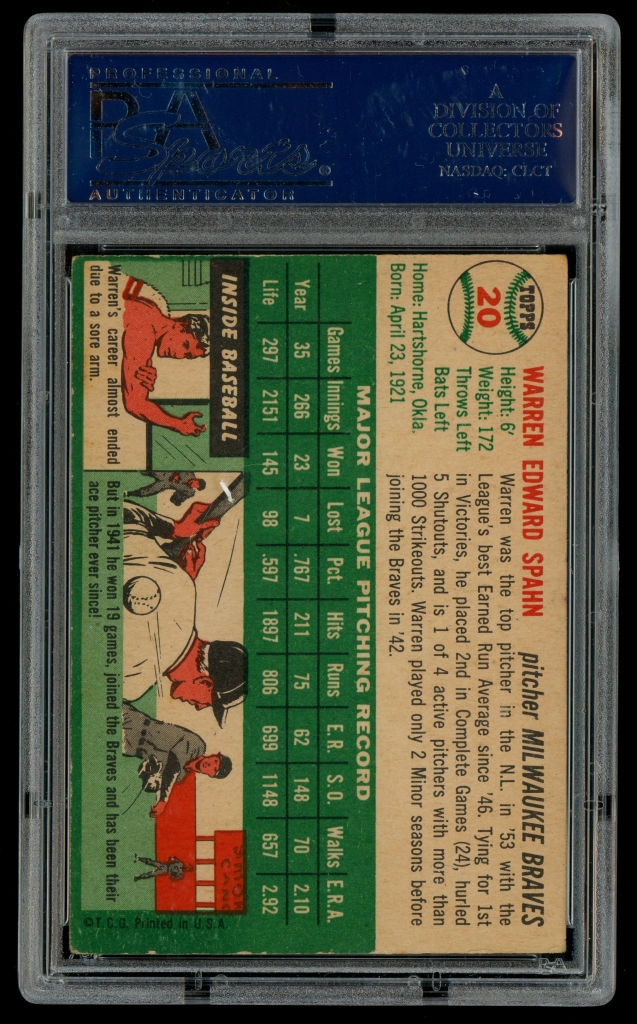 PROFESSIONAL
PSA
Sports®
AUTHENTICATOR
A
DIVISION OF
COLLECTORS
UNIVERSE
NASDAQ: CLCT
TOPPS
20
WARREN EDWARD SPAHN pitcher MILWAUKEE BRAVES
Height: 6'
Weight: 172
Throws Left
Bats Left
Home: Hartshorne, Okla.
Born: April 23, 1921
Warren was the top pitcher in the N.L. in '53 with the
League's best Earned Run Average since '46. Tying for 1st
in Victories, he placed 2nd in Complete Games (24), hurled
5 Shutouts, and is 1 of 4 active pitchers with more than
1000 Strikeouts. Warren played only 2 Minor seasons before
joining the Braves in '42.
MAJOR LEAGUE PITCHING RECORD
Games Innings Won Lost Pct. Hits Runs E.R. S.O. Walks E.R.A.
Year 35 266 23 7 .767 211 75 62 148 70 2.10
Life 297 2151 145 98 .597 1897 806 699 1148 657 2.92
INSIDE BASEBALL
Warren's career almost ended
due to a sore arm.
But in 1941 he won 19 games, joined the Braves and has been their
ace pitcher ever since!
©T.C.G. Printed in U.S.A.